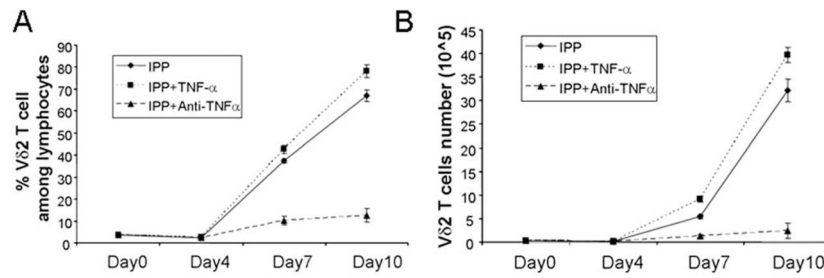 A
% Vδ2 T cell
among lymphocytes
90
80
70
60
50
40
30
20
10
0
IPP
IPP+TNF-α
IPP+Anti-TNFα
Day0 Day4 Day7 Day10
B
Vδ2 T cells number (10^5)
45
40
35
30
25
20
15
10
5
0
IPP
IPP+TNF-α
IPP+Anti-TNFα
Day0 Day4 Day7 Day10